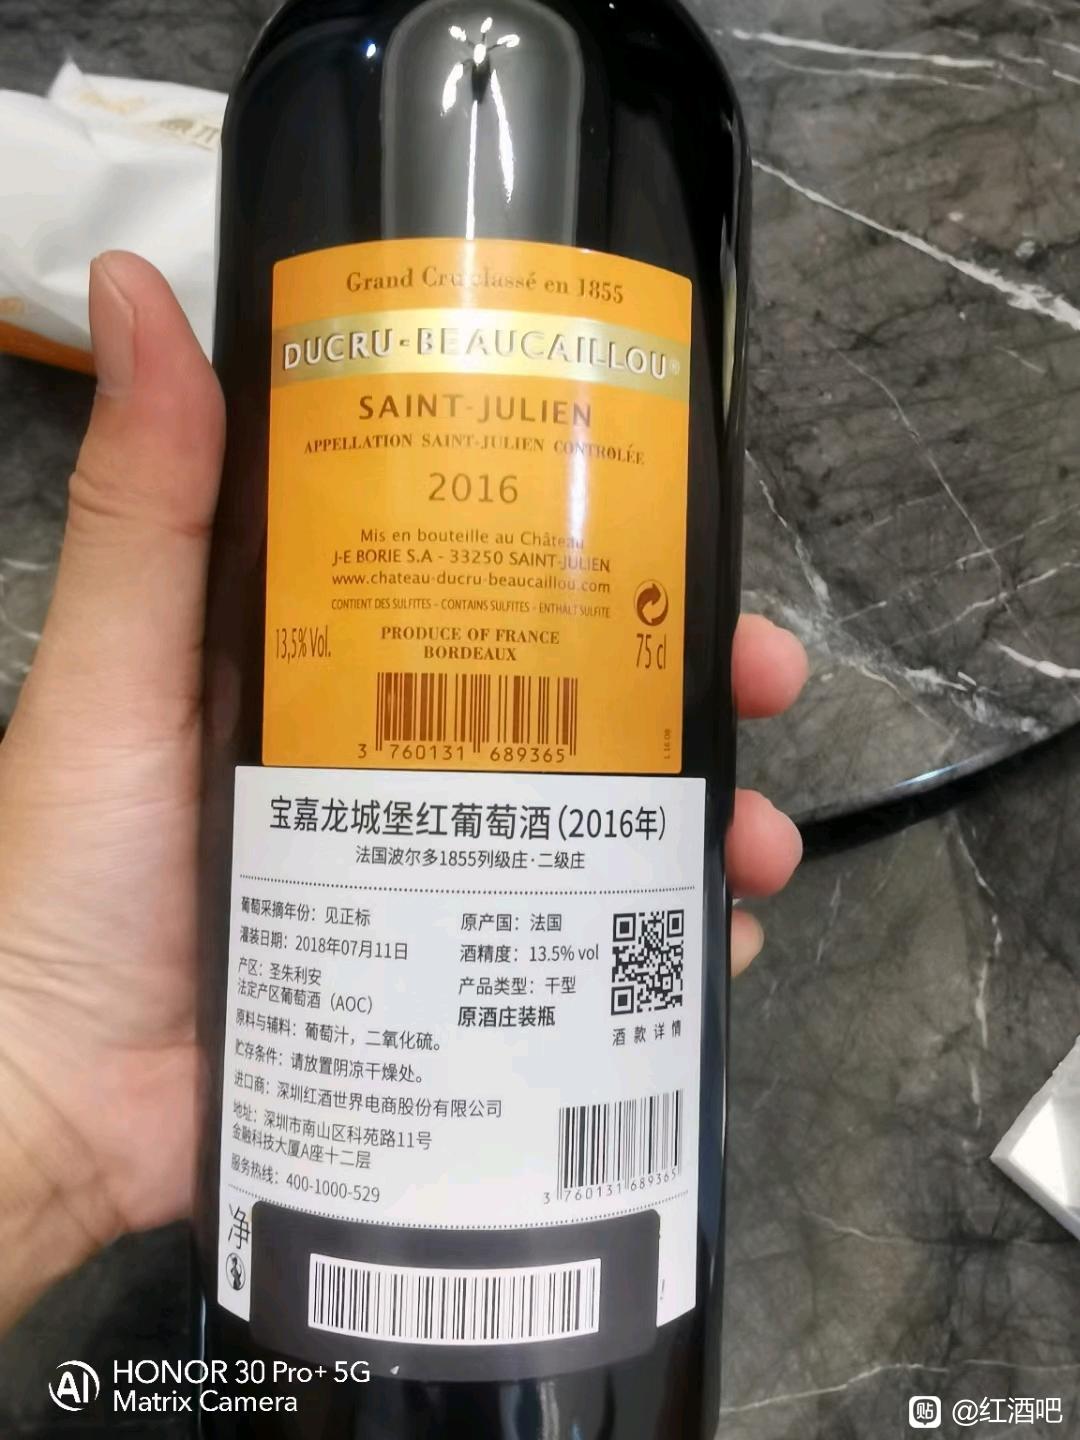 Grand Cru classé en 1855
DUCRU-BEAUCAILLOU®
SAINT-JULIEN
APPELLATION SAINT-JULIEN CONTRÔLÉE
2016
Mis en bouteille au Château
J-E BORIE S.A - 33250 SAINT-JULIEN
www.chateau-ducru-beaucaillou.com
CONTIENT DES SULFITES - CONTAINS SULFITES - ENTHÄLT SULFITE
13,5% Vol.
PRODUCE OF FRANCE
BORDEAUX
75 cl
3 760131 689365
L 16 08
宝嘉龙城堡红葡萄酒(2016年)
法国波尔多1855列级庄·二级庄
葡萄采摘年份：见正标
灌装日期：2018年07月11日
产区：圣朱利安
法定产区葡萄酒（AOC）
原料与辅料：葡萄汁，二氧化硫。
贮存条件：请放置阴凉干燥处。
进口商：深圳红酒世界电商股份有限公司
地址：深圳市南山区科苑路11号
金融科技大厦A座十二层
服务热线：400-1000-529
原产国：法国
酒精度：13.5% vol
产品类型：干型
原酒庄装瓶
酒款详情
3 760131 689365
净
HONOR 30 Pro+ 5G
Matrix Camera
贴 @红酒吧